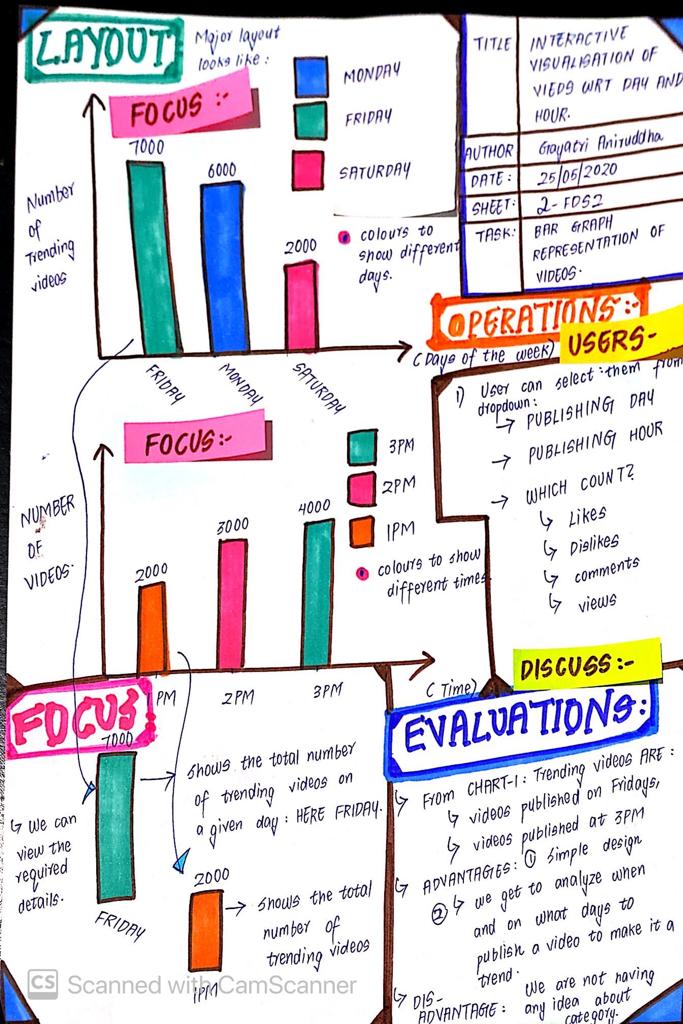 LAYOUT
Major layout
looks like :
FOCUS :-
MONDAY
FRIDAY
SATURDAY
7000
6000
2000
Number
of
Trending
videos
colours to
show different
days.
FRIDAY
MONDAY
SATURDAY
(Days of the week)
TITLE
INTERACTIVE
VISUALISATION OF
VIEDS WRT DAY AND
HOUR.
AUTHOR
Gayatri Aniruddha
DATE:
25/05/2020
SHEET:
2-FDS2
TASK:
BAR GRAPH
REPRESENTATION OF
VIDEOS.
OPERATIONS:-
USERS-
1) User can select them from
dropdown:
→ PUBLISHING DAY
→ PUBLISHING HOUR
→ WHICH COUNT?
↳ Likes
↳ Dislikes
↳ comments
↳ views
FOCUS:-
3PM
2PM
1PM
colours to show
different times.
NUMBER
OF
VIDEOS.
2000
3000
4000
PM
2PM
3PM
(Time)
FOCUS
7000
↳ We can
view the
required
details.
FRIDAY
shows the total number
of trending videos on
a given day : HERE FRIDAY.
2000
→ shows the total
number of
trending videos
1PM
DISCUSS:-
EVALUATIONS:
↳ From CHART-1: Trending videos ARE :
↳ videos published on Fridays,
↳ videos published at 3PM
↳ ADVANTAGES: ① Simple design
② ↳ we get to analyze when
and on what days to
publish a video to make it a
trend.
↳ DIS-
ADVANTAGE:
We are not having
any idea about
category.
CS Scanned with CamScanner